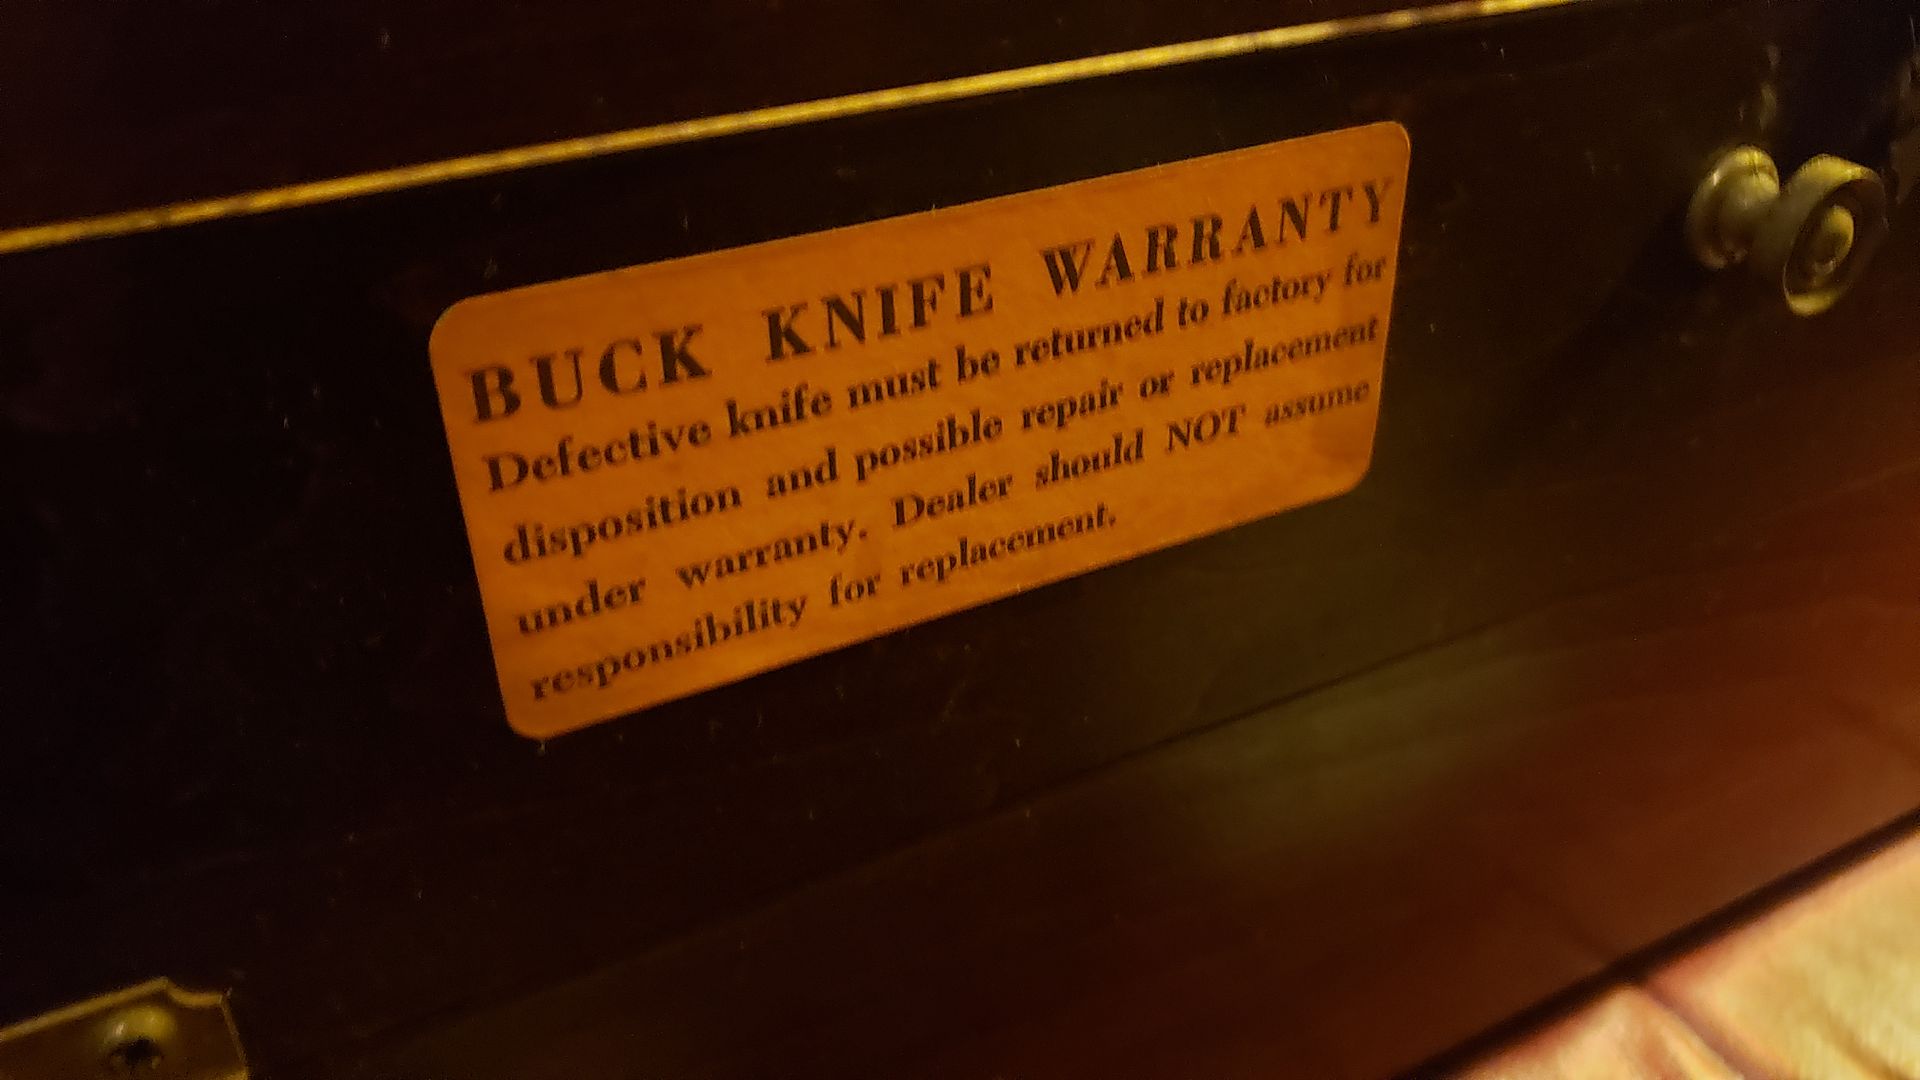 BUCK KNIFE WARRANTY
Defective knife must be returned to factory for
disposition and possible repair or replacement
under warranty. Dealer should NOT assume
responsibility for replacement.